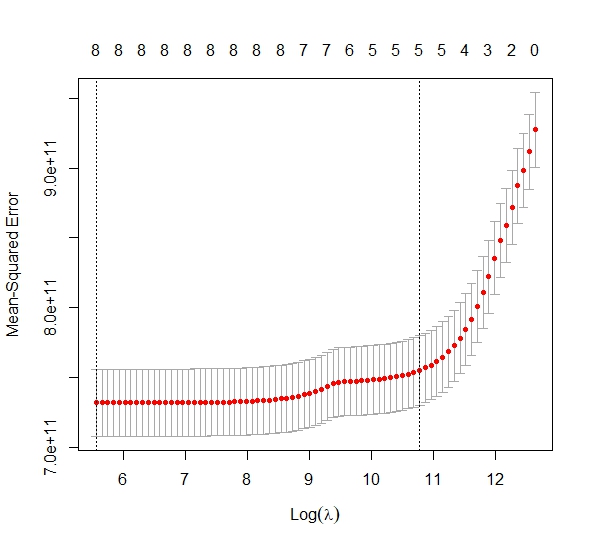 8 8 8 8 8 8 8 8 8 7 7 6 5 5 5 5 4 3 2 0
Mean-Squared Error
9.0e+11
8.0e+11
7.0e+11
6 7 8 9 10 11 12
Log(λ)